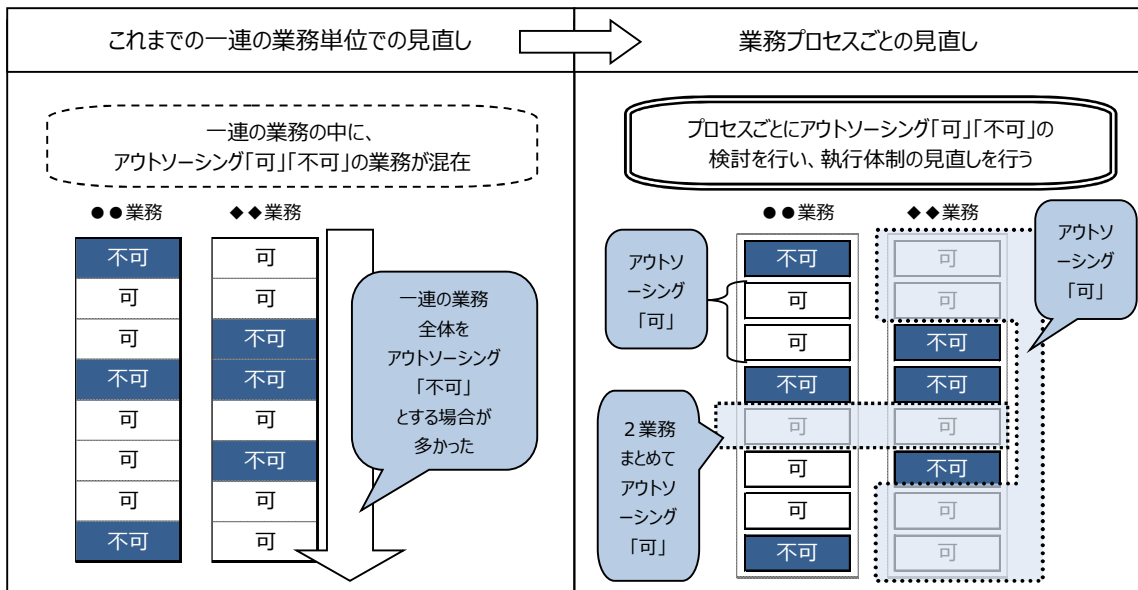 これまでの一連の業務単位での見直し
業務プロセスごとの見直し
一連の業務の中に、
アウトソーシング「可」「不可」の業務が混在
●●業務
◆◆業務
不可
可
可
不可
可
可
可
不可
可
可
不可
不可
可
不可
可
可
一連の業務
全体を
アウトソーシング
「不可」
とする場合が
多かった
プロセスごとにアウトソーシング「可」「不可」の
検討を行い、執行体制の見直しを行う
●●業務
◆◆業務
アウトソ
ーシング
「可」
2業務
まとめて
アウトソ
ーシング
「可」
不可
可
可
不可
可
可
可
不可
可
可
不可
不可
可
不可
可
可
アウトソ
ーシング
「可」